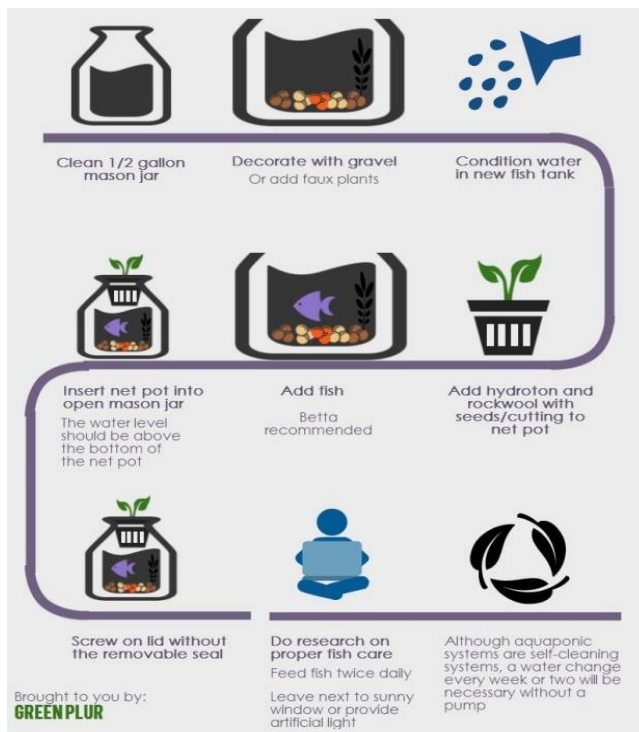 Clean 1/2 gallon
mason jar
Decorate with gravel
Or add faux plants
Condition water
in new fish tank
Add hydroton and
rockwool with
seeds/cutting to
net pot
Add fish
Betta
recommended
Insert net pot into
open mason jar
The water level
should be above
the bottom of
the net pot
Screw on lid without
the removable seal
Do research on
proper fish care
Feed fish twice daily
Leave next to sunny
window or provide
artificial light
Although aquaponic
systems are self-cleaning
systems, a water change
every week or two will be
necessary without a
pump
Brought to you by:
GREEN PLUR